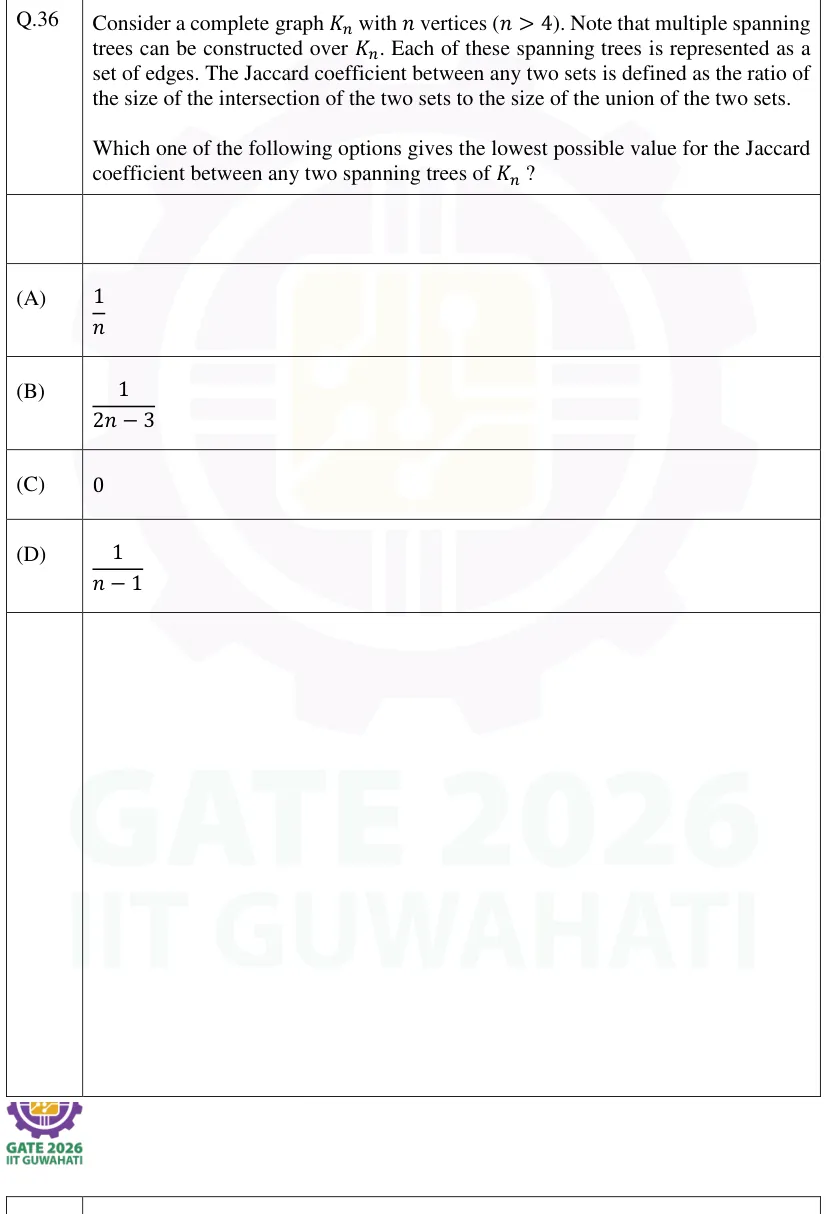 Q.36
Consider a complete graph Kₙ with n vertices (n > 4). Note that multiple spanning
trees can be constructed over Kₙ. Each of these spanning trees is represented as a
set of edges. The Jaccard coefficient between any two sets is defined as the ratio of
the size of the intersection of the two sets to the size of the union of the two sets.
Which one of the following options gives the lowest possible value for the Jaccard
coefficient between any two spanning trees of Kₙ ?
(A)
1
n
(B)
1
2n − 3
(C)
0
(D)
1
n − 1
GATE 2026
IIT GUWAHATI
GATE 2026
IIT GUWAHATI